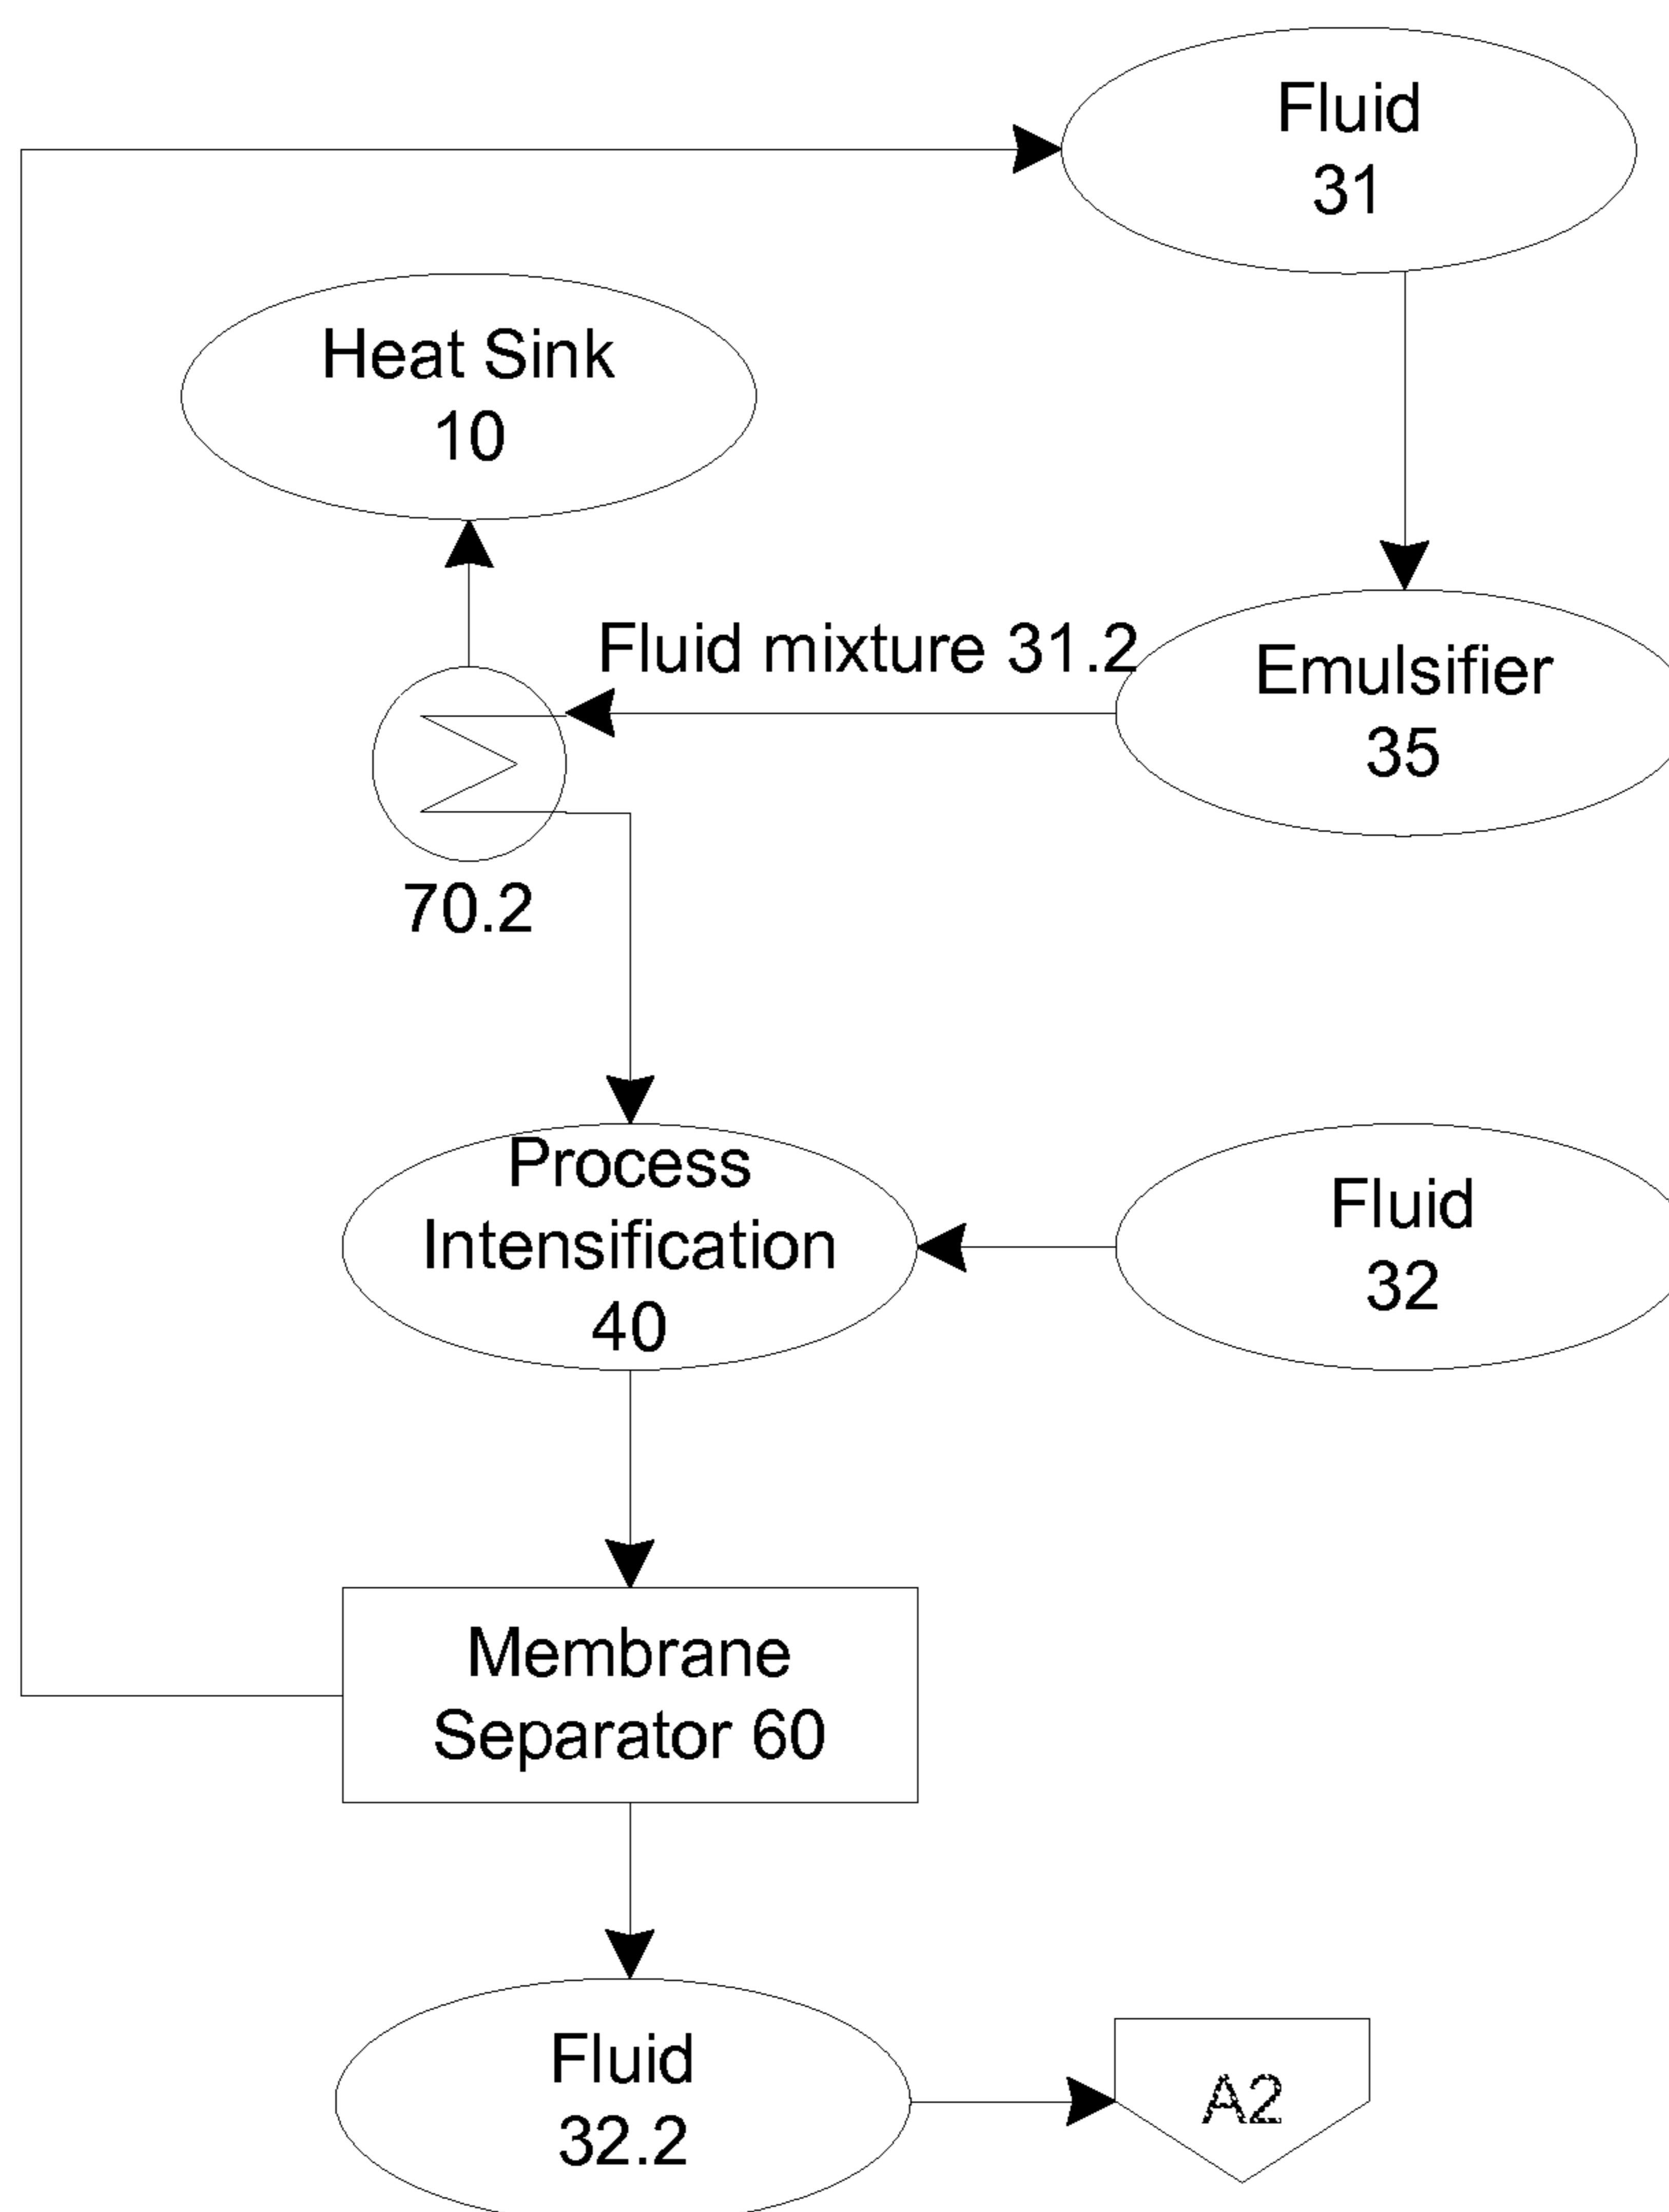 Fluid
31
Heat Sink
10
Fluid mixture 31.2
Emulsifier
35
70.2
Process
Intensification
40
Fluid
32
Membrane
Separator 60
Fluid
32.2
A2